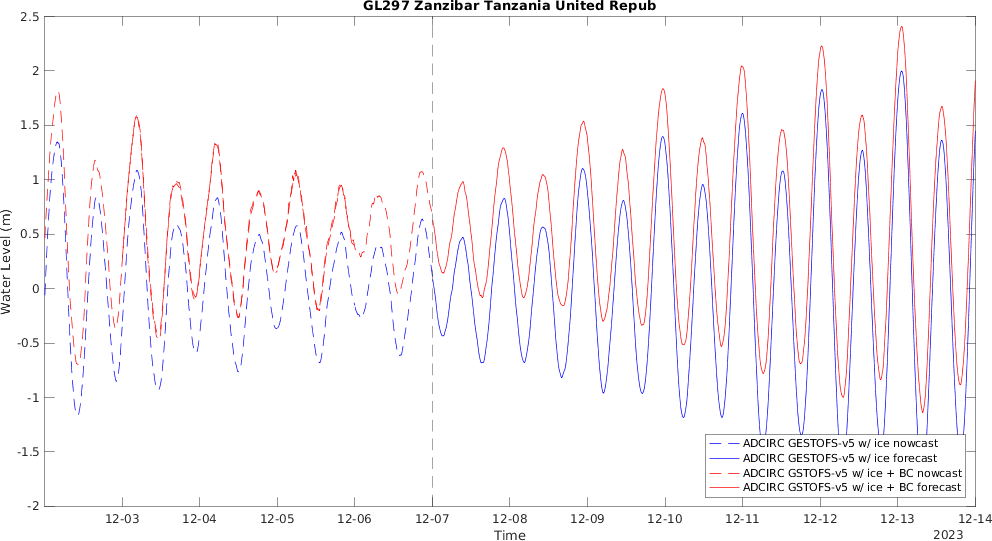 GL297 Zanzibar Tanzania United Repub
2.5
2
1.5
1
0.5
0
-0.5
-1
-1.5
-2
Water Level (m)
ADCIRC GESTOFS-v5 w/ ice nowcast
ADCIRC GESTOFS-v5 w/ ice forecast
ADCIRC GSTOFS-v5 w/ ice + BC nowcast
ADCIRC GSTOFS-v5 w/ ice + BC forecast
12-03 12-04 12-05 12-06 12-07 12-08 12-09 12-10 12-11 12-12 12-13 12-14
Time
2023